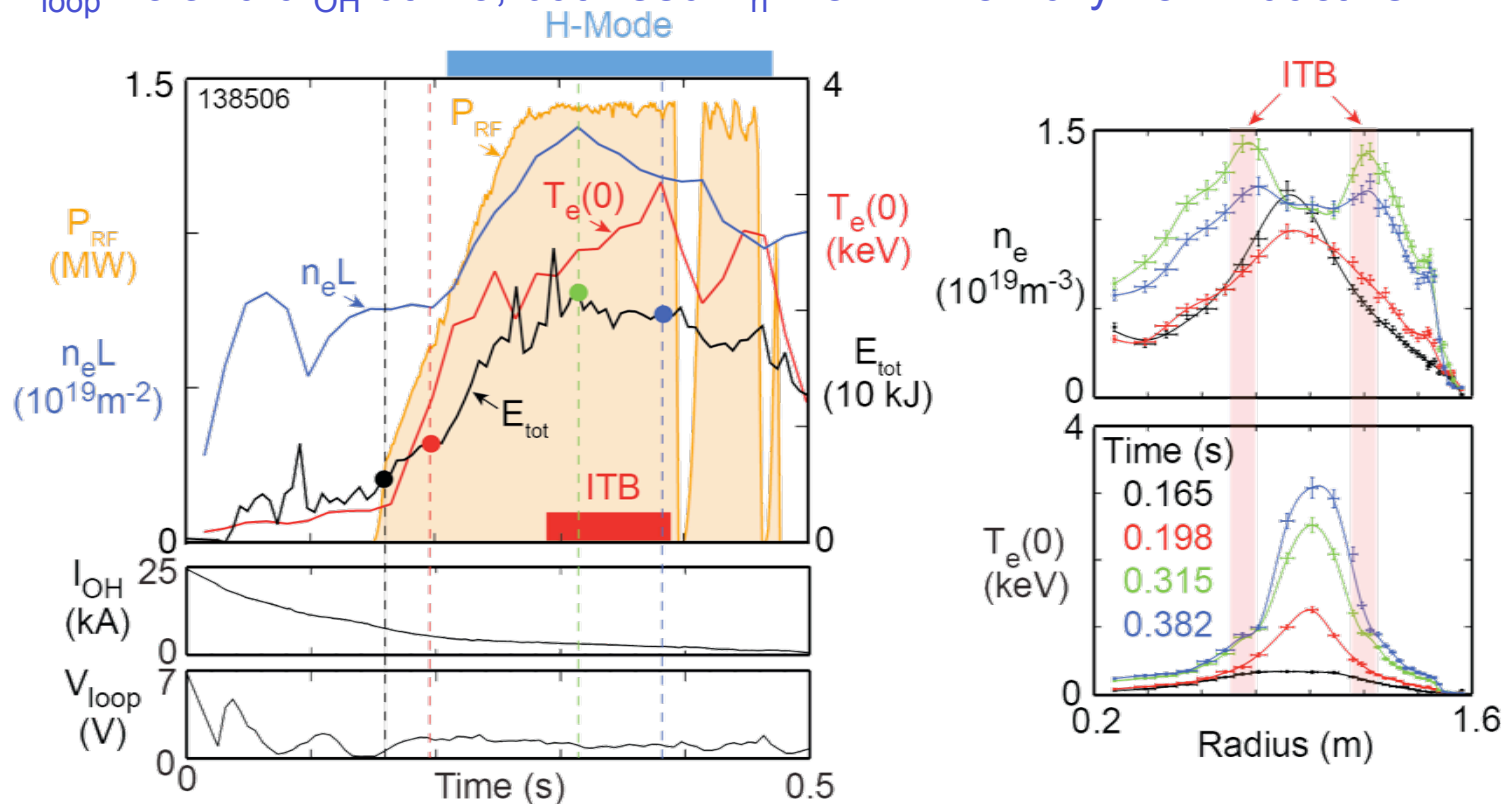 H-Mode
1.5
138506
P_RF
4
T_e(0)
P_RF
(MW)
T_e(0)
(keV)
n_eL
n_eL
(10^19m^-2)
E_tot
E_tot
(10 kJ)
ITB
0
0
25
I_OH
(kA)
0
7
V_loop
(V)
0
0
Time (s)
0.5
ITB
1.5
n_e
(10^19m^-3)
0
4
Time (s)
0.165
0.198
0.315
0.382
T_e(0)
(keV)
0
0.2
Radius (m)
1.6